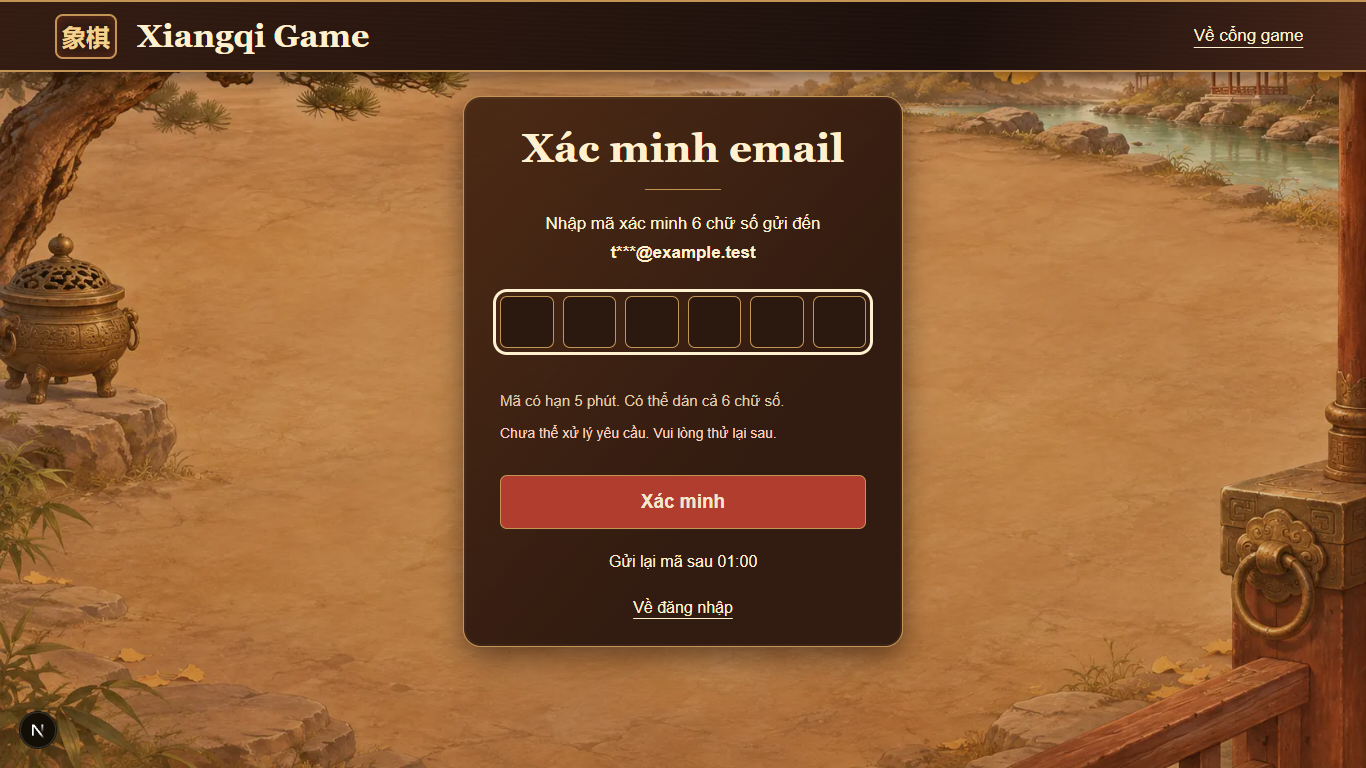 象棋 Xiangqi Game
Về cổng game
Xác minh email
Nhập mã xác minh 6 chữ số gửi đến
t***@example.test
Mã có hạn 5 phút. Có thể dán cả 6 chữ số.
Chưa thể xử lý yêu cầu. Vui lòng thử lại sau.
Xác minh
Gửi lại mã sau 01:00
Về đăng nhập
N